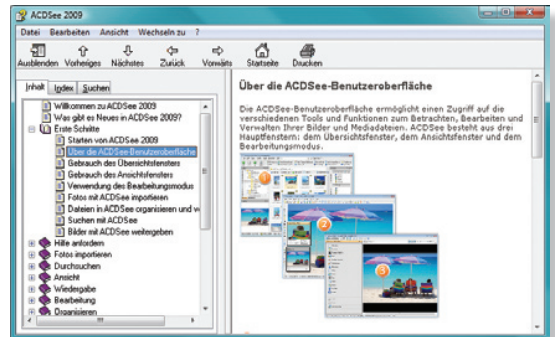 ACDSee 2009
Datei Bearbeiten Ansicht Wechseln zu ?
Ausblenden Vorheriges Nächstes Zurück Vorwärts Startseite Drucken
Inhalt Index Suchen
Willkommen zu ACDSee 2009
Was gibt es Neues in ACDSee 2009?
Erste Schritte
Starten von ACDSee 2009
Über die ACDSee-Benutzeroberfläche
Gebrauch des Übersichtsfensters
Gebrauch des Ansichtsfensters
Verwendung des Bearbeitungsmodus
Fotos mit ACDSee importieren
Dateien in ACDSee organisieren und v
Suchen mit ACDSee
Bilder mit ACDSee weitergeben
Hilfe anfordern
Fotos importieren
Durchsuchen
Ansicht
Wiedergabe
Bearbeitung
Organisieren
Über die ACDSee-Benutzeroberfläche
Die ACDSee-Benutzeroberfläche ermöglicht einen Zugriff auf die
verschiedenen Tools und Funktionen zum Betrachten, Bearbeiten und
Verwalten Ihrer Bilder und Mediadateien. ACDSee besteht aus drei
Hauptfenstern: dem Übersichtsfenster, dem Ansichtsfenster und dem
Bearbeitungsmodus.
1
2
3